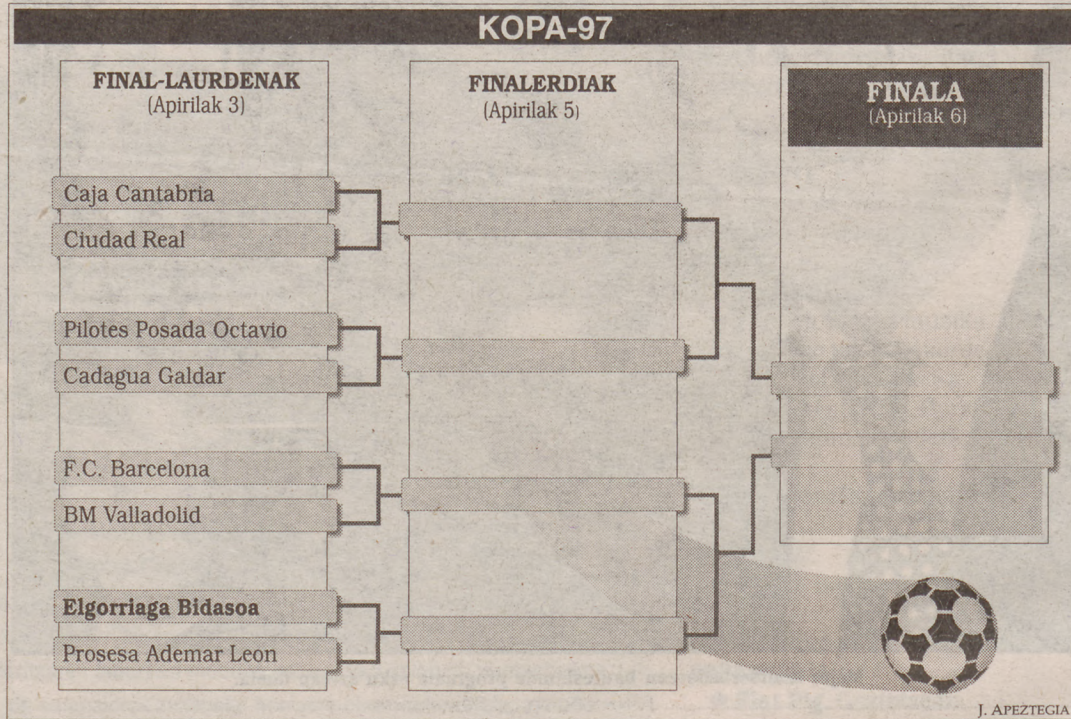 KOPA-97
FINAL-LAURDENAK
(Apirilak 3)
Caja Cantabria
Ciudad Real
Pilotes Posada Octavio
Cadagua Galdar
F.C. Barcelona
BM Valladolid
Elgorriaga Bidasoa
Prosesa Ademar Leon
FINALERDIAK
(Apirilak 5)
FINALA
(Apirilak 6)
J. APEZTEGIA